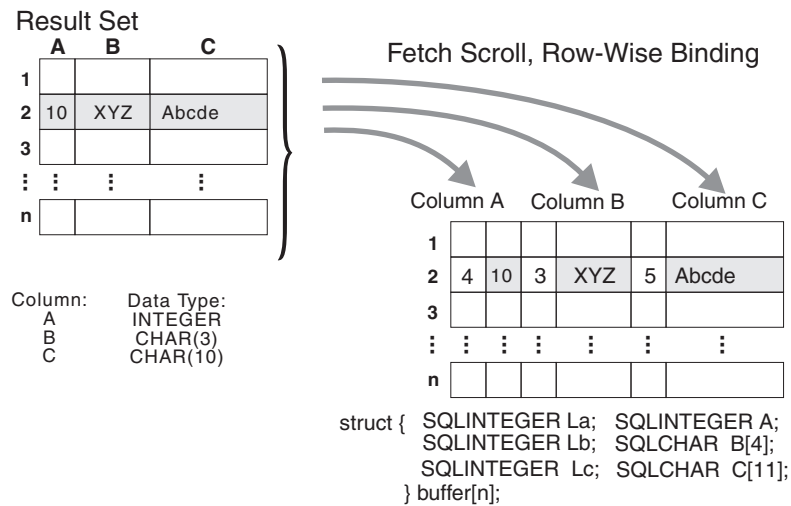 Result Set
A B C
1
2 10 XYZ Abcde
3
⋮ ⋮ ⋮ ⋮
n
Column: Data Type:
A INTEGER
B CHAR(3)
C CHAR(10)
Fetch Scroll, Row-Wise Binding
Column A Column B Column C
1
2 4 10 3 XYZ 5 Abcde
3
⋮ ⋮ ⋮ ⋮ ⋮ ⋮ ⋮
n
struct { SQLINTEGER La; SQLINTEGER A;
SQLINTEGER Lb; SQLCHAR B[4];
SQLINTEGER Lc; SQLCHAR C[11];
} buffer[n];